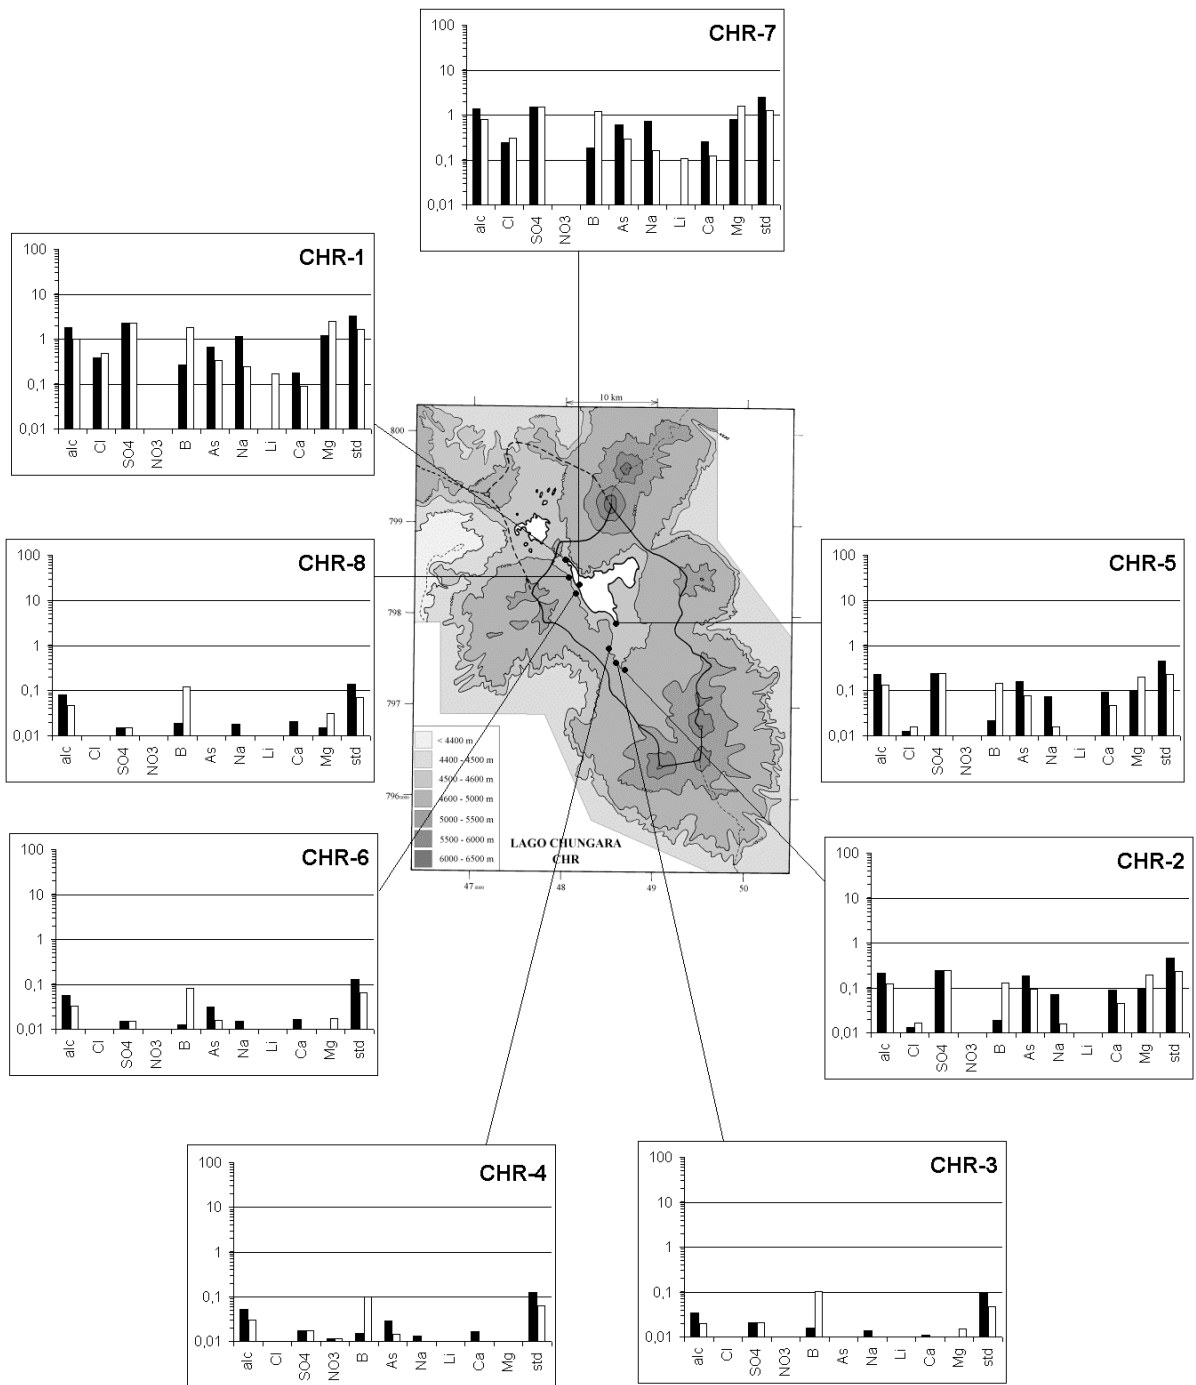 CHR-7
100
10
1
0,1
0,01
alc Cl SO4 NO3 B As Na Li Ca Mg std
CHR-1
100
10
1
0,1
0,01
alc Cl SO4 NO3 B As Na Li Ca Mg std
10 km
800
799
798
797
796
< 4400 m
4400 - 4500 m
4500 - 4600 m
4600 - 5000 m
5000 - 5500 m
5500 - 6000 m
6000 - 6500 m
LAGO CHUNGARA
CHR
47
48
49
50
CHR-8
100
10
1
0,1
0,01
alc Cl SO4 NO3 B As Na Li Ca Mg std
CHR-5
100
10
1
0,1
0,01
alc Cl SO4 NO3 B As Na Li Ca Mg std
CHR-6
100
10
1
0,1
0,01
alc Cl SO4 NO3 B As Na Li Ca Mg std
CHR-2
100
10
1
0,1
0,01
alc Cl SO4 NO3 B As Na Li Ca Mg std
CHR-4
100
10
1
0,1
0,01
alc Cl SO4 NO3 B As Na Li Ca Mg std
CHR-3
100
10
1
0,1
0,01
alc Cl SO4 NO3 B As Na Li Ca Mg std